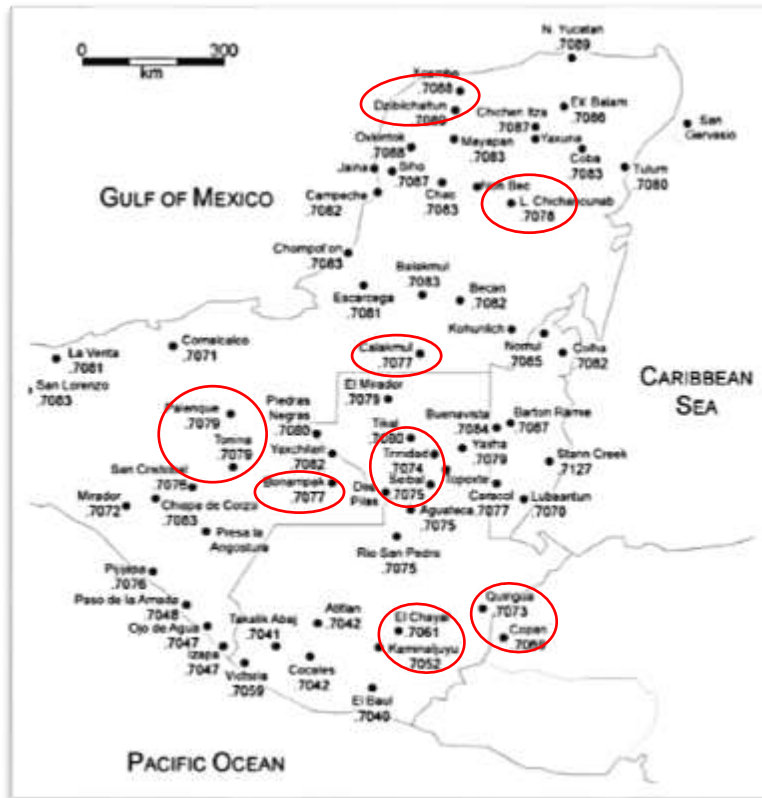 0
300
km
N. Yucatan
.7089
Xcambo
.7088
Dzibilchaltun
.7089
Ek Balam
.7086
Chichen Itza
.7087
San
Gervasio
Oxkintok
.7088
Mayapan
.7083
Yaxuna
Coba
.7083
Tulum
.7080
Jaina
Siho
.7087
GULF OF MEXICO
Campeche
.7082
Chac
.7083
L. Chichancunab
.7078
Champoton
.7083
Balakmul
.7083
Escarcega
.7081
Becan
.7082
Kohunlich
Nomul
.7085
Colha
.7082
Comalcalco
.7071
La Venta
.7081
San Lorenzo
.7083
Calakmul
.7077
CARIBBEAN
SEA
El Mirador
.7079
Palenque
.7079
Piedras
Negras
.7080
Tikal
.7080
Buenavista
.7084
Barton Ramie
.7087
Tonina
.7079
Yaxchilan
.7082
Trinidad
.7074
Yaxha
.7079
Stann Creek
.7127
San Cristobal
.7076
Bonampak
.7077
Dos
Pilas
Seibal
.7075
Topoxte
Caracol
.7077
Lubaantun
.7070
Mirador
.7072
Chiapa de Corzo
.7083
Aguateca
.7075
Presa la
Angostura
Rio San Pedro
.7075
Pijijiapa
.7076
Paso de la Amada
.7048
Ojo de Agua
.7047
Izapa
.7047
Takalik Abaj
.7041
Atitlan
.7042
El Chayal
.7061
Kaminaljuyu
.7052
Quirigua
.7073
Copan
Victoria
.7059
Cocales
.7042
El Baul
.7040
PACIFIC OCEAN